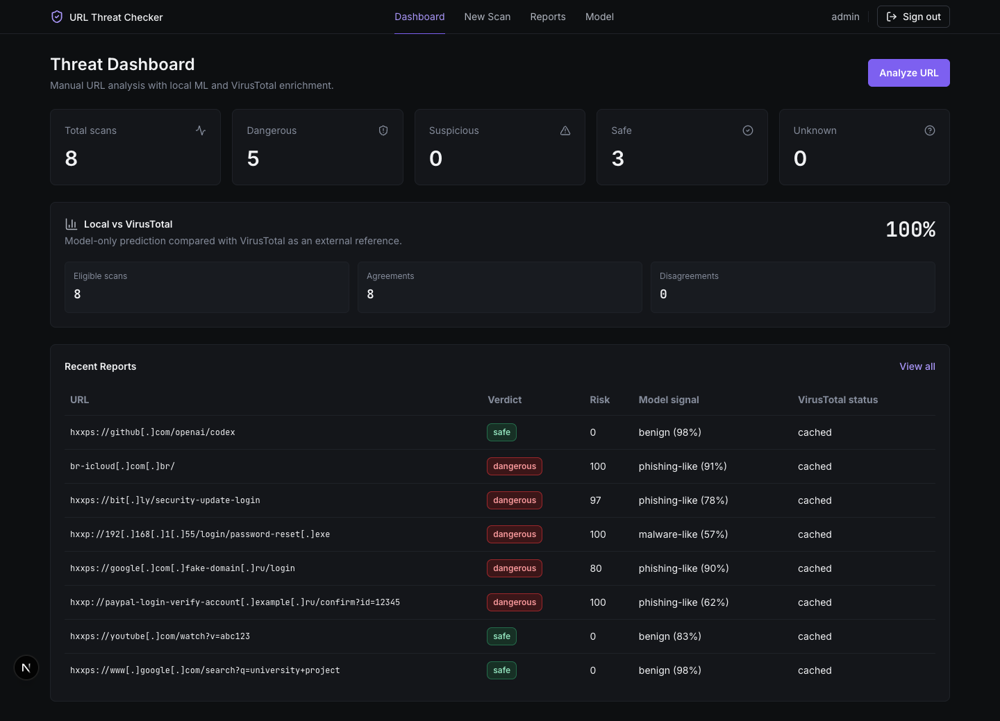 URL Threat Checker
Dashboard New Scan Reports Model
admin Sign out
Threat Dashboard
Manual URL analysis with local ML and VirusTotal enrichment.
Analyze URL
Total scans
8
Dangerous
5
Suspicious
0
Safe
3
Unknown
0
Local vs VirusTotal
Model-only prediction compared with VirusTotal as an external reference.
100%
Eligible scans
8
Agreements
8
Disagreements
0
Recent Reports
View all
URL Verdict Risk Model signal VirusTotal status
hxxps://github[.]com/openai/codex safe 0 benign (98%) cached
br-icloud[.]com[.]br/ dangerous 100 phishing-like (91%) cached
hxxps://bit[.]ly/security-update-login dangerous 97 phishing-like (78%) cached
hxxp://192[.]168[.]1[.]55/login/password-reset[.]exe dangerous 100 malware-like (57%) cached
hxxps://google[.]com[.]fake-domain[.]ru/login dangerous 80 phishing-like (90%) cached
hxxp://paypal-login-verify-account[.]example[.]ru/confirm?id=12345 dangerous 100 phishing-like (62%) cached
hxxps://youtube[.]com/watch?v=abc123 safe 0 benign (83%) cached
hxxps://www[.]google[.]com/search?q=university+project safe 0 benign (98%) cached
N